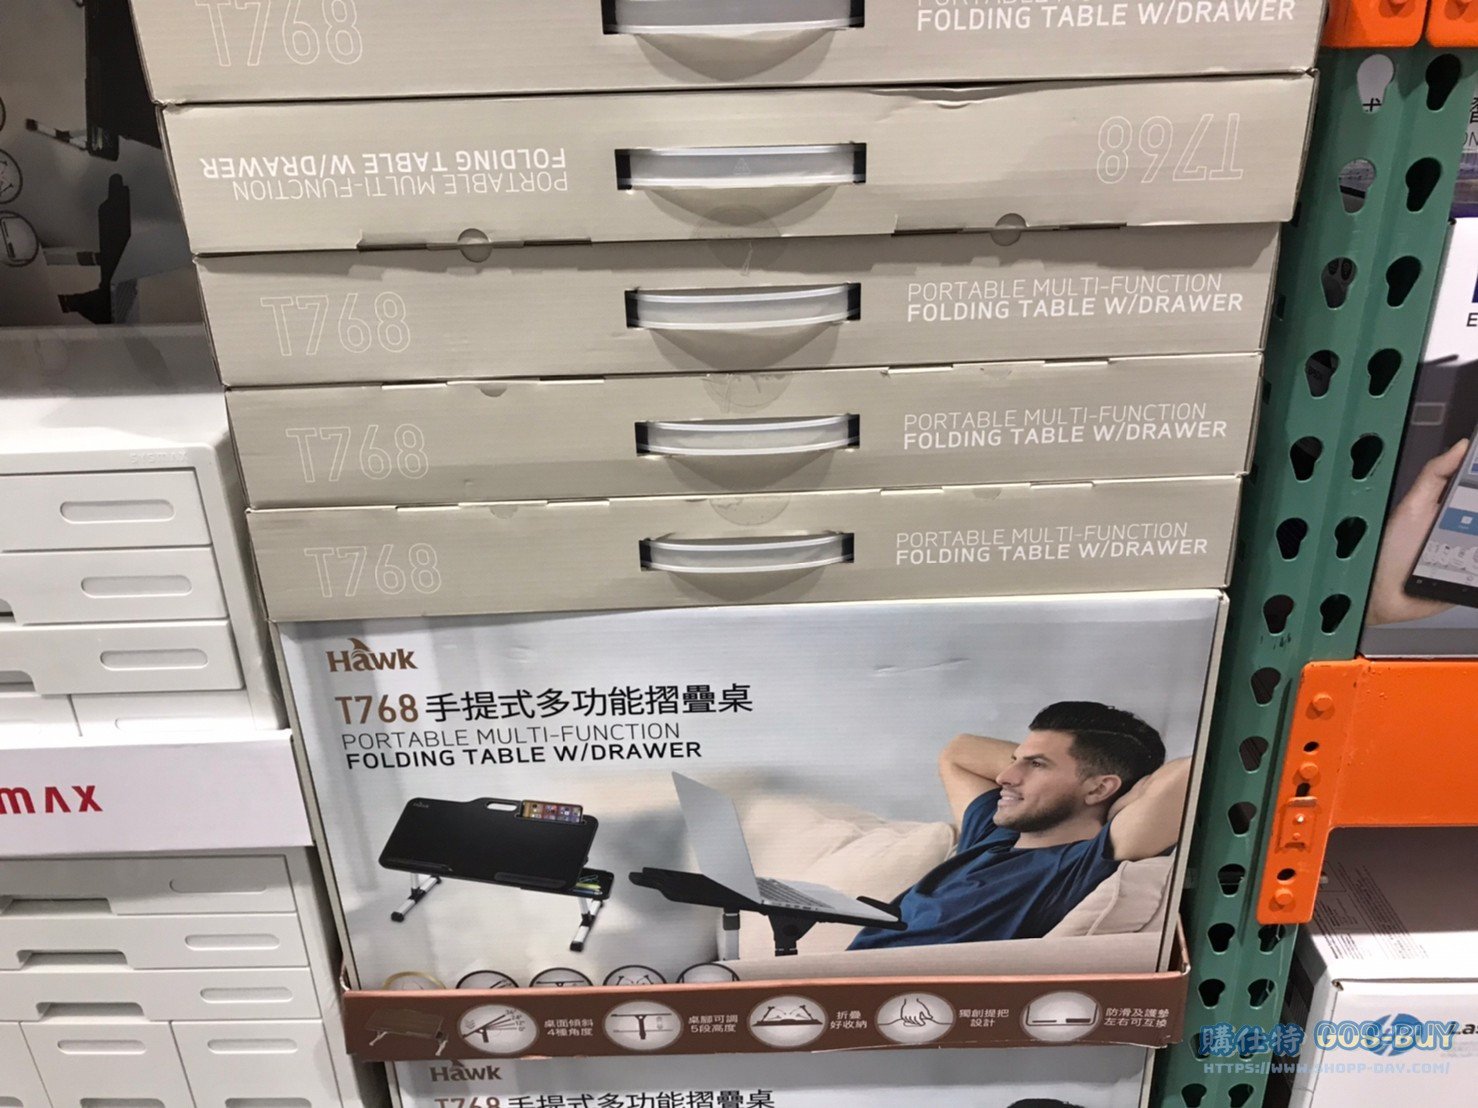 T768
FOLDING TABLE W/DRAWER
PORTABLE MULTI-FUNCTION
FOLDING TABLE W/DRAWER
T768
T768
PORTABLE MULTI-FUNCTION
FOLDING TABLE W/DRAWER
T768
PORTABLE MULTI-FUNCTION
FOLDING TABLE W/DRAWER
T768
PORTABLE MULTI-FUNCTION
FOLDING TABLE W/DRAWER
Hawk
T768 手提式多功能摺疊桌
PORTABLE MULTI-FUNCTION
FOLDING TABLE W/DRAWER
MAX
桌面傾斜
4種角度
桌腳可調
5段高度
折疊
好收納
獨創提把
設計
防滑及護墊
左右可互換
Hawk
T768 手提式多功能摺疊桌
購仕特 GOS-BUY
HTTPS://WWW.SHOPP-DAY.COM/